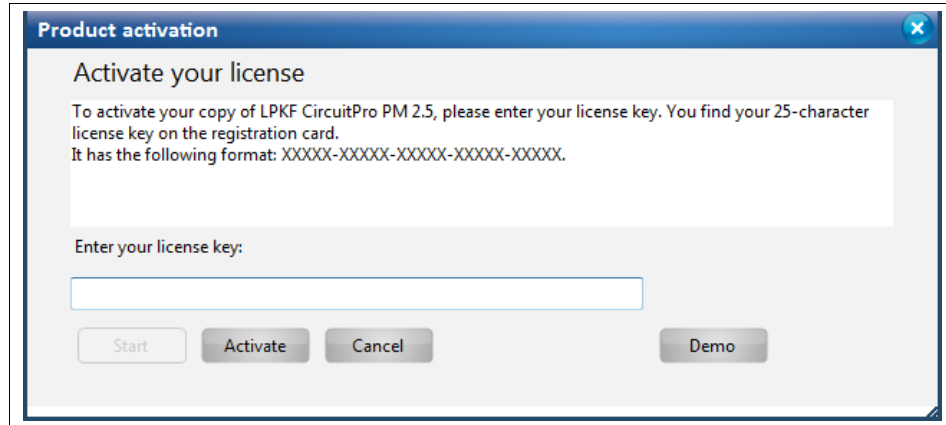 Product activation
Activate your license
To activate your copy of LPKF CircuitPro PM 2.5, please enter your license key. You find your 25-character
license key on the registration card.
It has the following format: XXXXX-XXXXX-XXXXX-XXXXX-XXXXX.
Enter your license key:
Start Activate Cancel Demo